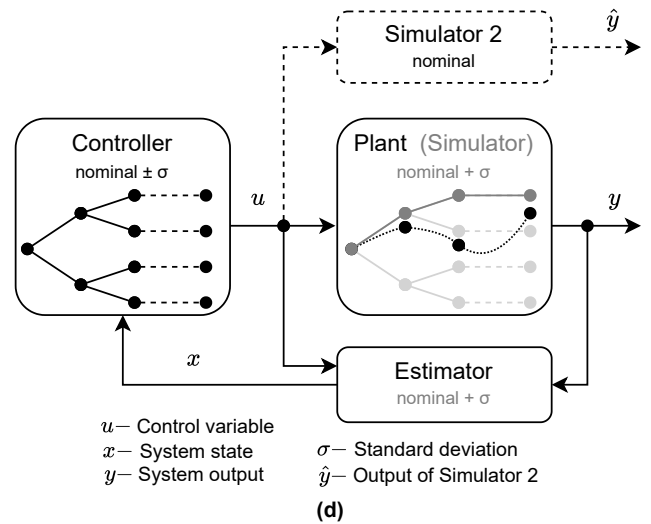 ŷ
Simulator 2
nominal
Controller
nominal ± σ
Plant (Simulator)
nominal + σ
u
y
x
Estimator
nominal + σ
u– Control variable
x– System state
y– System output
σ– Standard deviation
ŷ– Output of Simulator 2
(d)